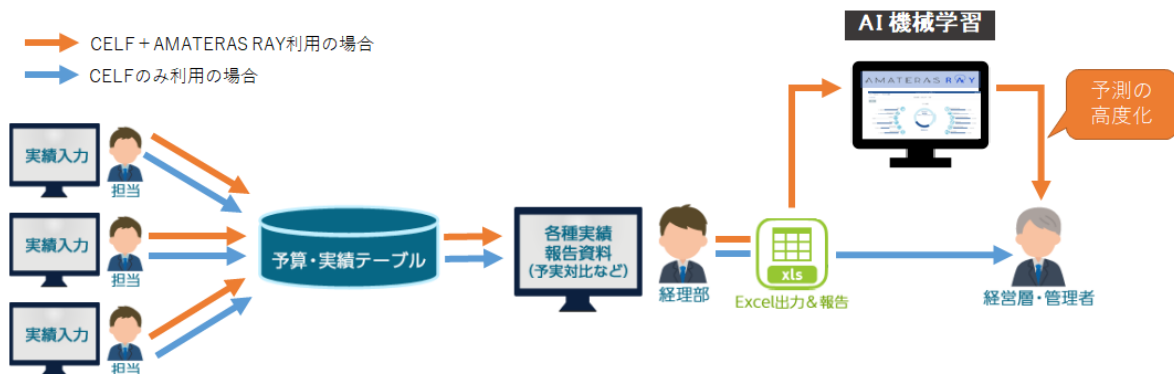 AI 機械学習
CELF+AMATERAS RAY利用の場合
CELFのみ利用の場合
AMATERAS RAY
予測の
高度化
実績入力
担当
実績入力
担当
実績入力
担当
予算・実績テーブル
各種実績
報告資料
(予実対比など)
経理部
xls
Excel出力&報告
経営層・管理者